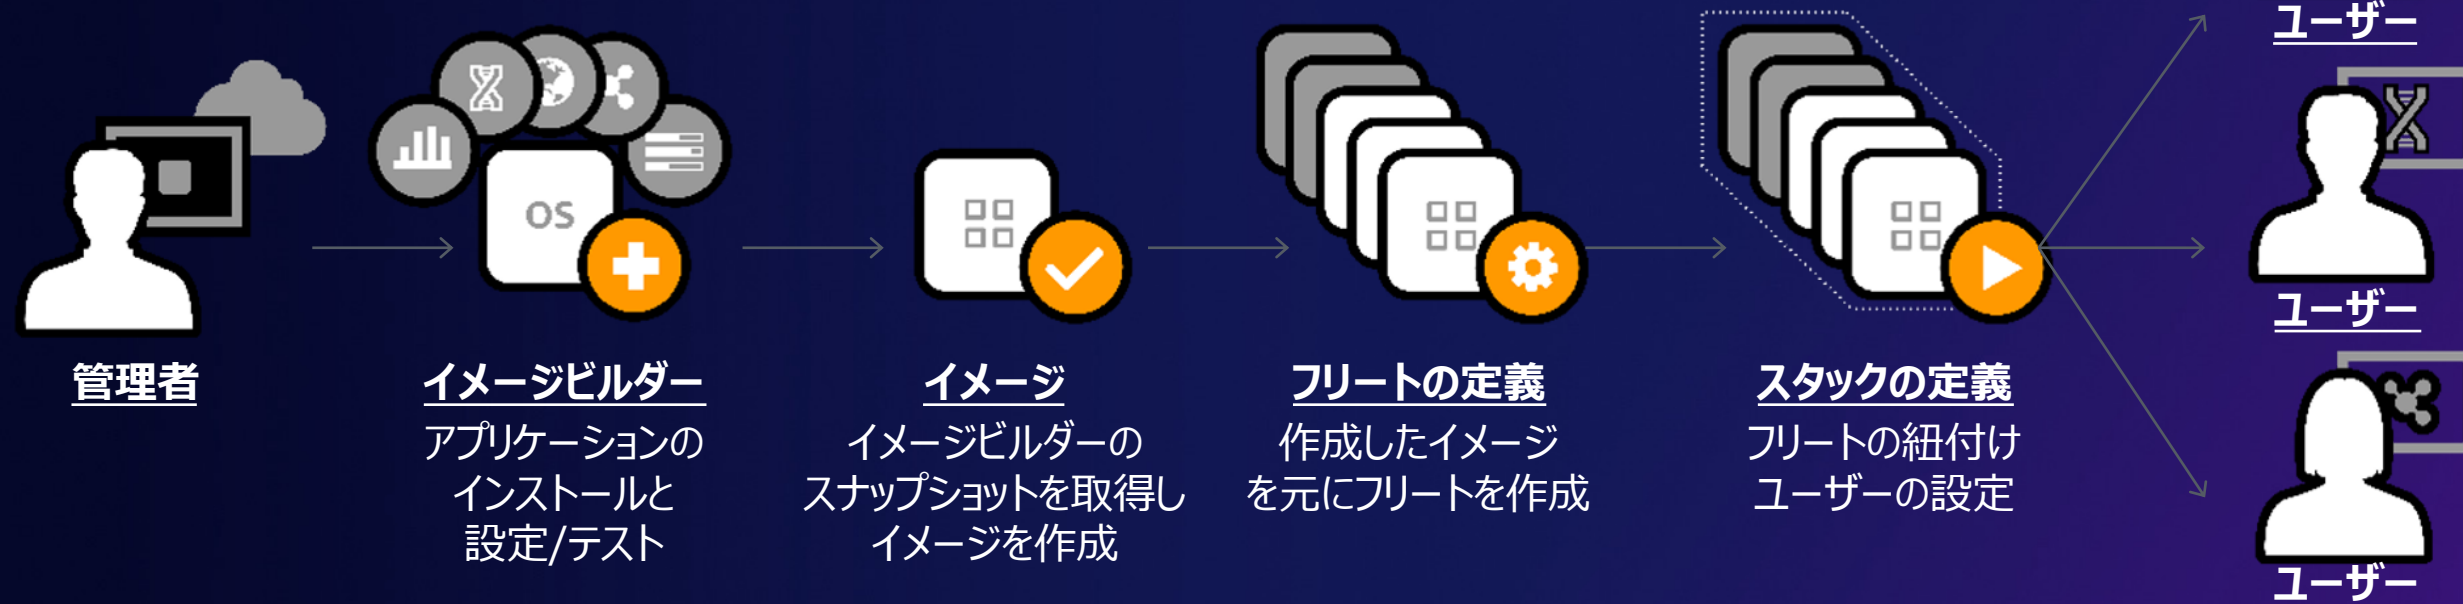 管理者
OS
イメージビルダー
アプリケーションの
インストールと
設定/テスト
イメージ
イメージビルダーの
スナップショットを取得し
イメージを作成
フリートの定義
作成したイメージ
を元にフリートを作成
スタックの定義
フリートの紐付け
ユーザーの設定
ユーザー
ユーザー
ユーザー